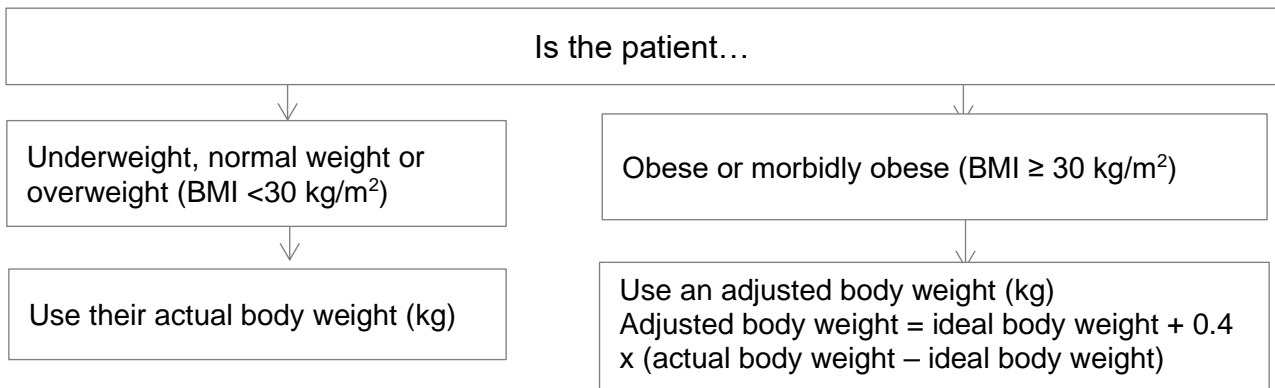 Is the patient…
Underweight, normal weight or
overweight (BMI <30 kg/m²)
Obese or morbidly obese (BMI ≥ 30 kg/m²)
Use their actual body weight (kg)
Use an adjusted body weight (kg)
Adjusted body weight = ideal body weight + 0.4
x (actual body weight – ideal body weight)